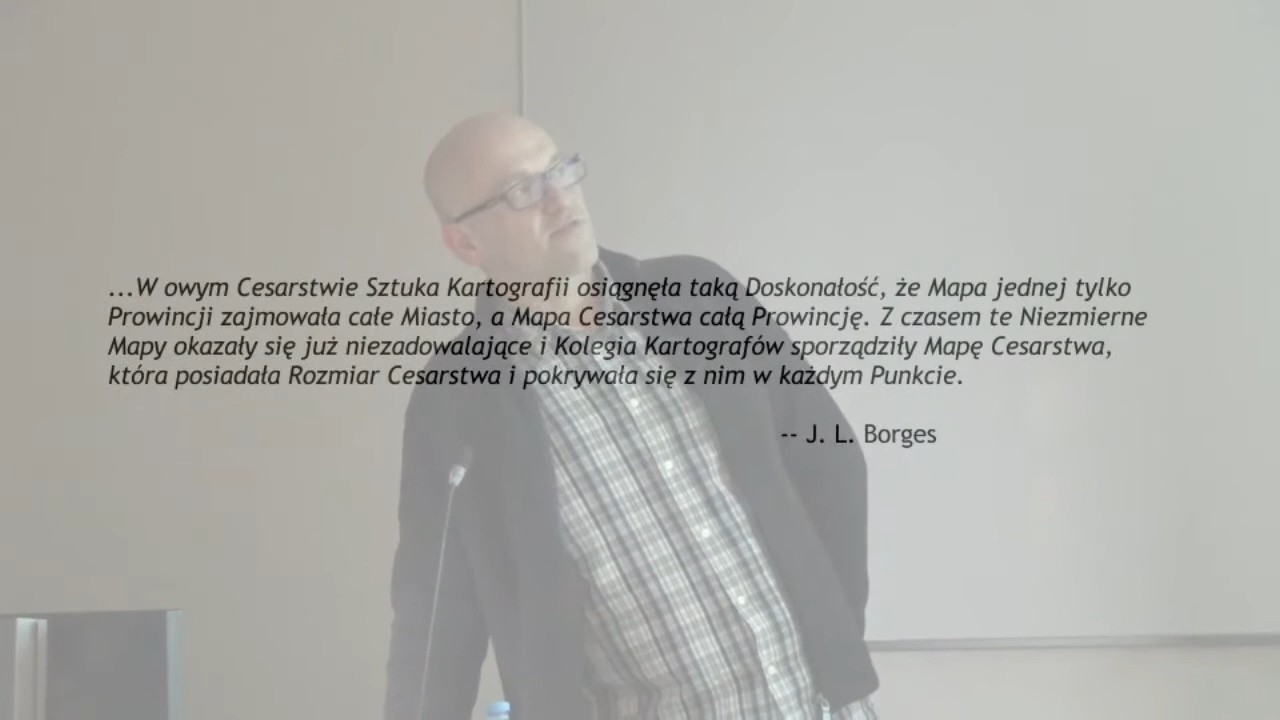 ...W owym Cesarstwie Sztuka Kartografii osiągnęła taką Doskonałość, że Mapa jednej tylko
Prowincji zajmowała całe Miasto, a Mapa Cesarstwa całą Prowincję. Z czasem te Niezmierne
Mapy okazały się już niezadowalające i Kolegia Kartografów sporządziły Mapę Cesarstwa,
która posiadała Rozmiar Cesarstwa i pokrywała się z nim w każdym Punkcie.
-- J. L. Borges